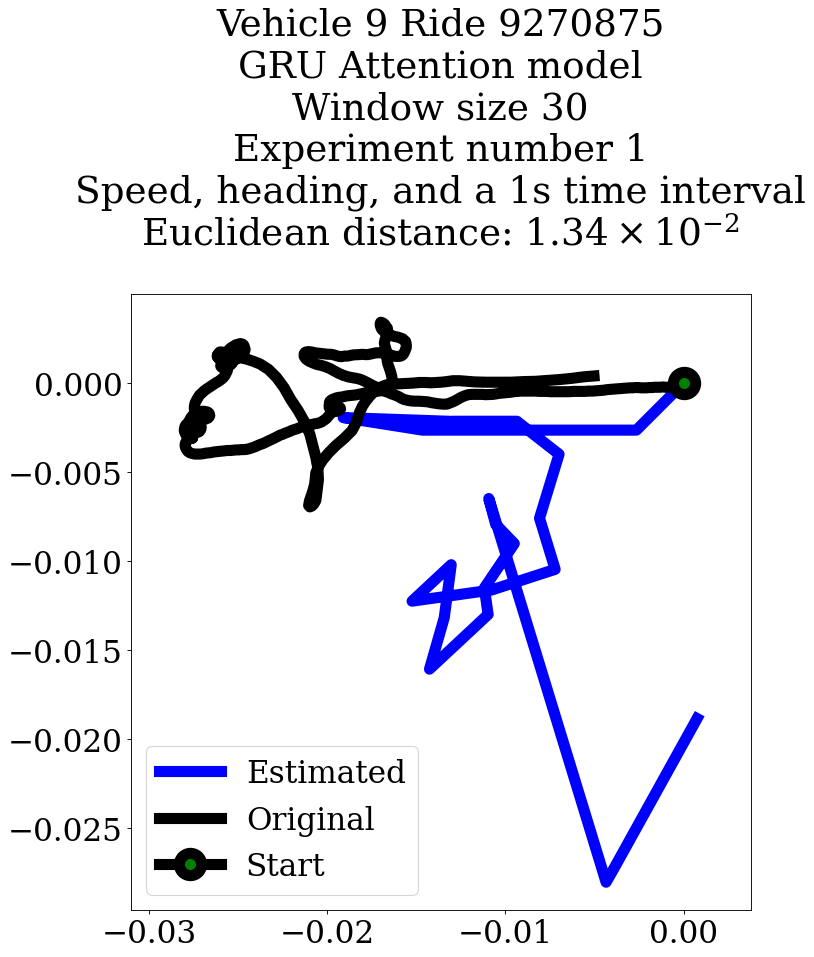 Vehicle 9 Ride 9270875
GRU Attention model
Window size 30
Experiment number 1
Speed, heading, and a 1s time interval
Euclidean distance: 1.34 × 10⁻²
0.000
−0.005
−0.010
−0.015
−0.020
−0.025
Estimated
Original
Start
−0.03
−0.02
−0.01
0.00